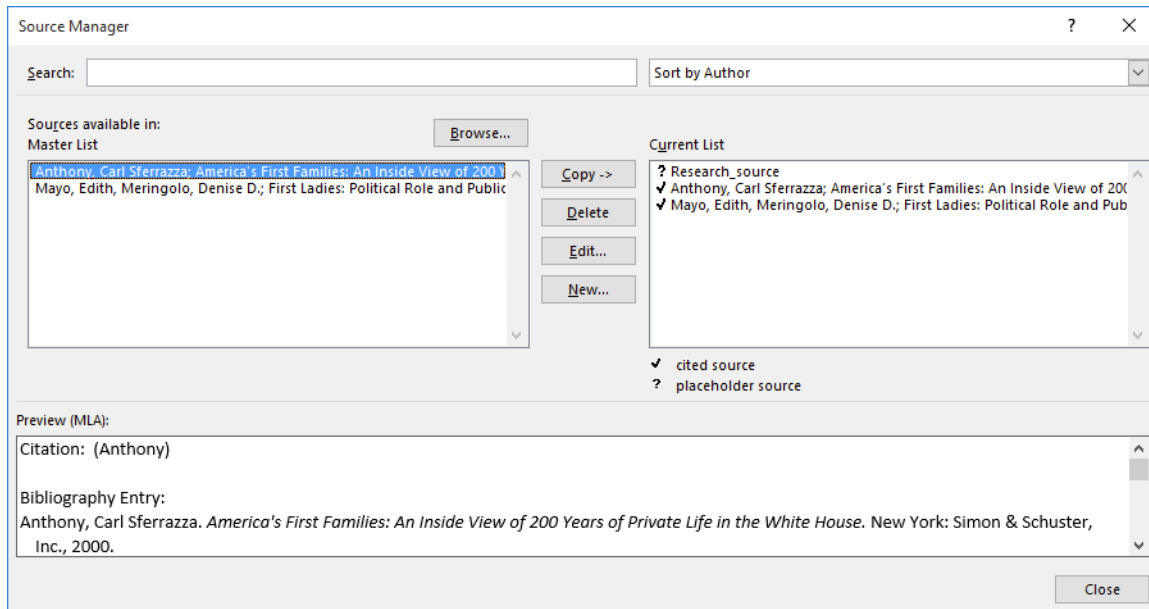 Source Manager
?
Search:
Sort by Author
Sources available in:
Master List
Browse...
Current List
Anthony, Carl Sferrazza; America's First Families: An Inside View of 200 Y
Mayo, Edith, Meringolo, Denise D.; First Ladies: Political Role and Public
Copy ->
Delete
Edit...
New...
? Research_source
✓ Anthony, Carl Sferrazza; America's First Families: An Inside View of 200
✓ Mayo, Edith, Meringolo, Denise D.; First Ladies: Political Role and Pub
✓ cited source
? placeholder source
Preview (MLA):
Citation: (Anthony)
Bibliography Entry:
Anthony, Carl Sferrazza. America's First Families: An Inside View of 200 Years of Private Life in the White House. New York: Simon & Schuster,
Inc., 2000.
Close